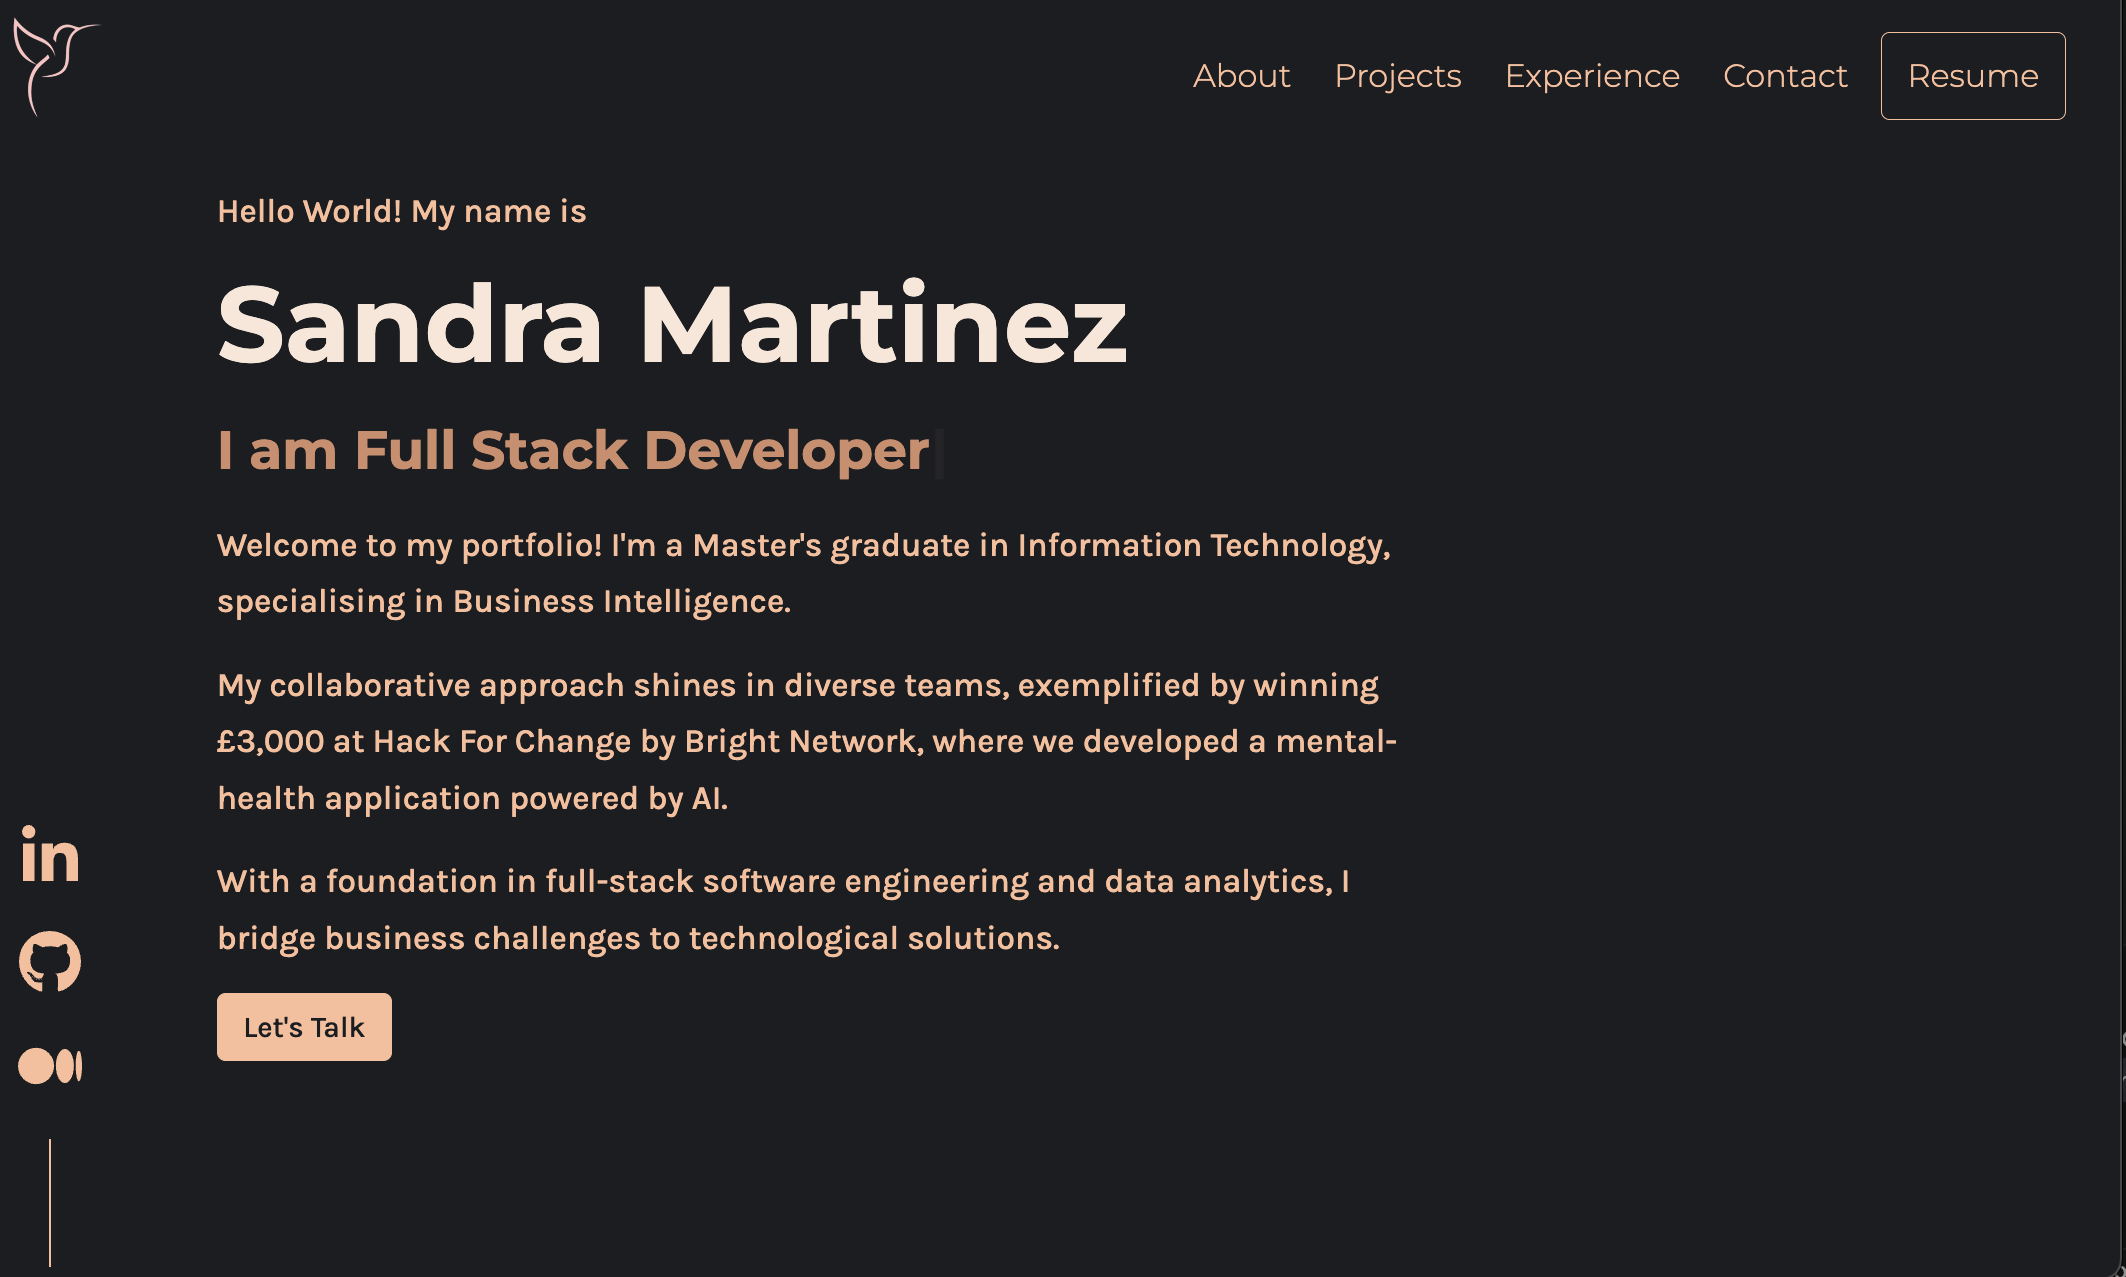 About Projects Experience Contact Resume
Hello World! My name is
Sandra Martinez
I am Full Stack Developer
Welcome to my portfolio! I'm a Master's graduate in Information Technology,
specialising in Business Intelligence.
My collaborative approach shines in diverse teams, exemplified by winning
£3,000 at Hack For Change by Bright Network, where we developed a mental-
health application powered by AI.
With a foundation in full-stack software engineering and data analytics, I
bridge business challenges to technological solutions.
in
Let's Talk